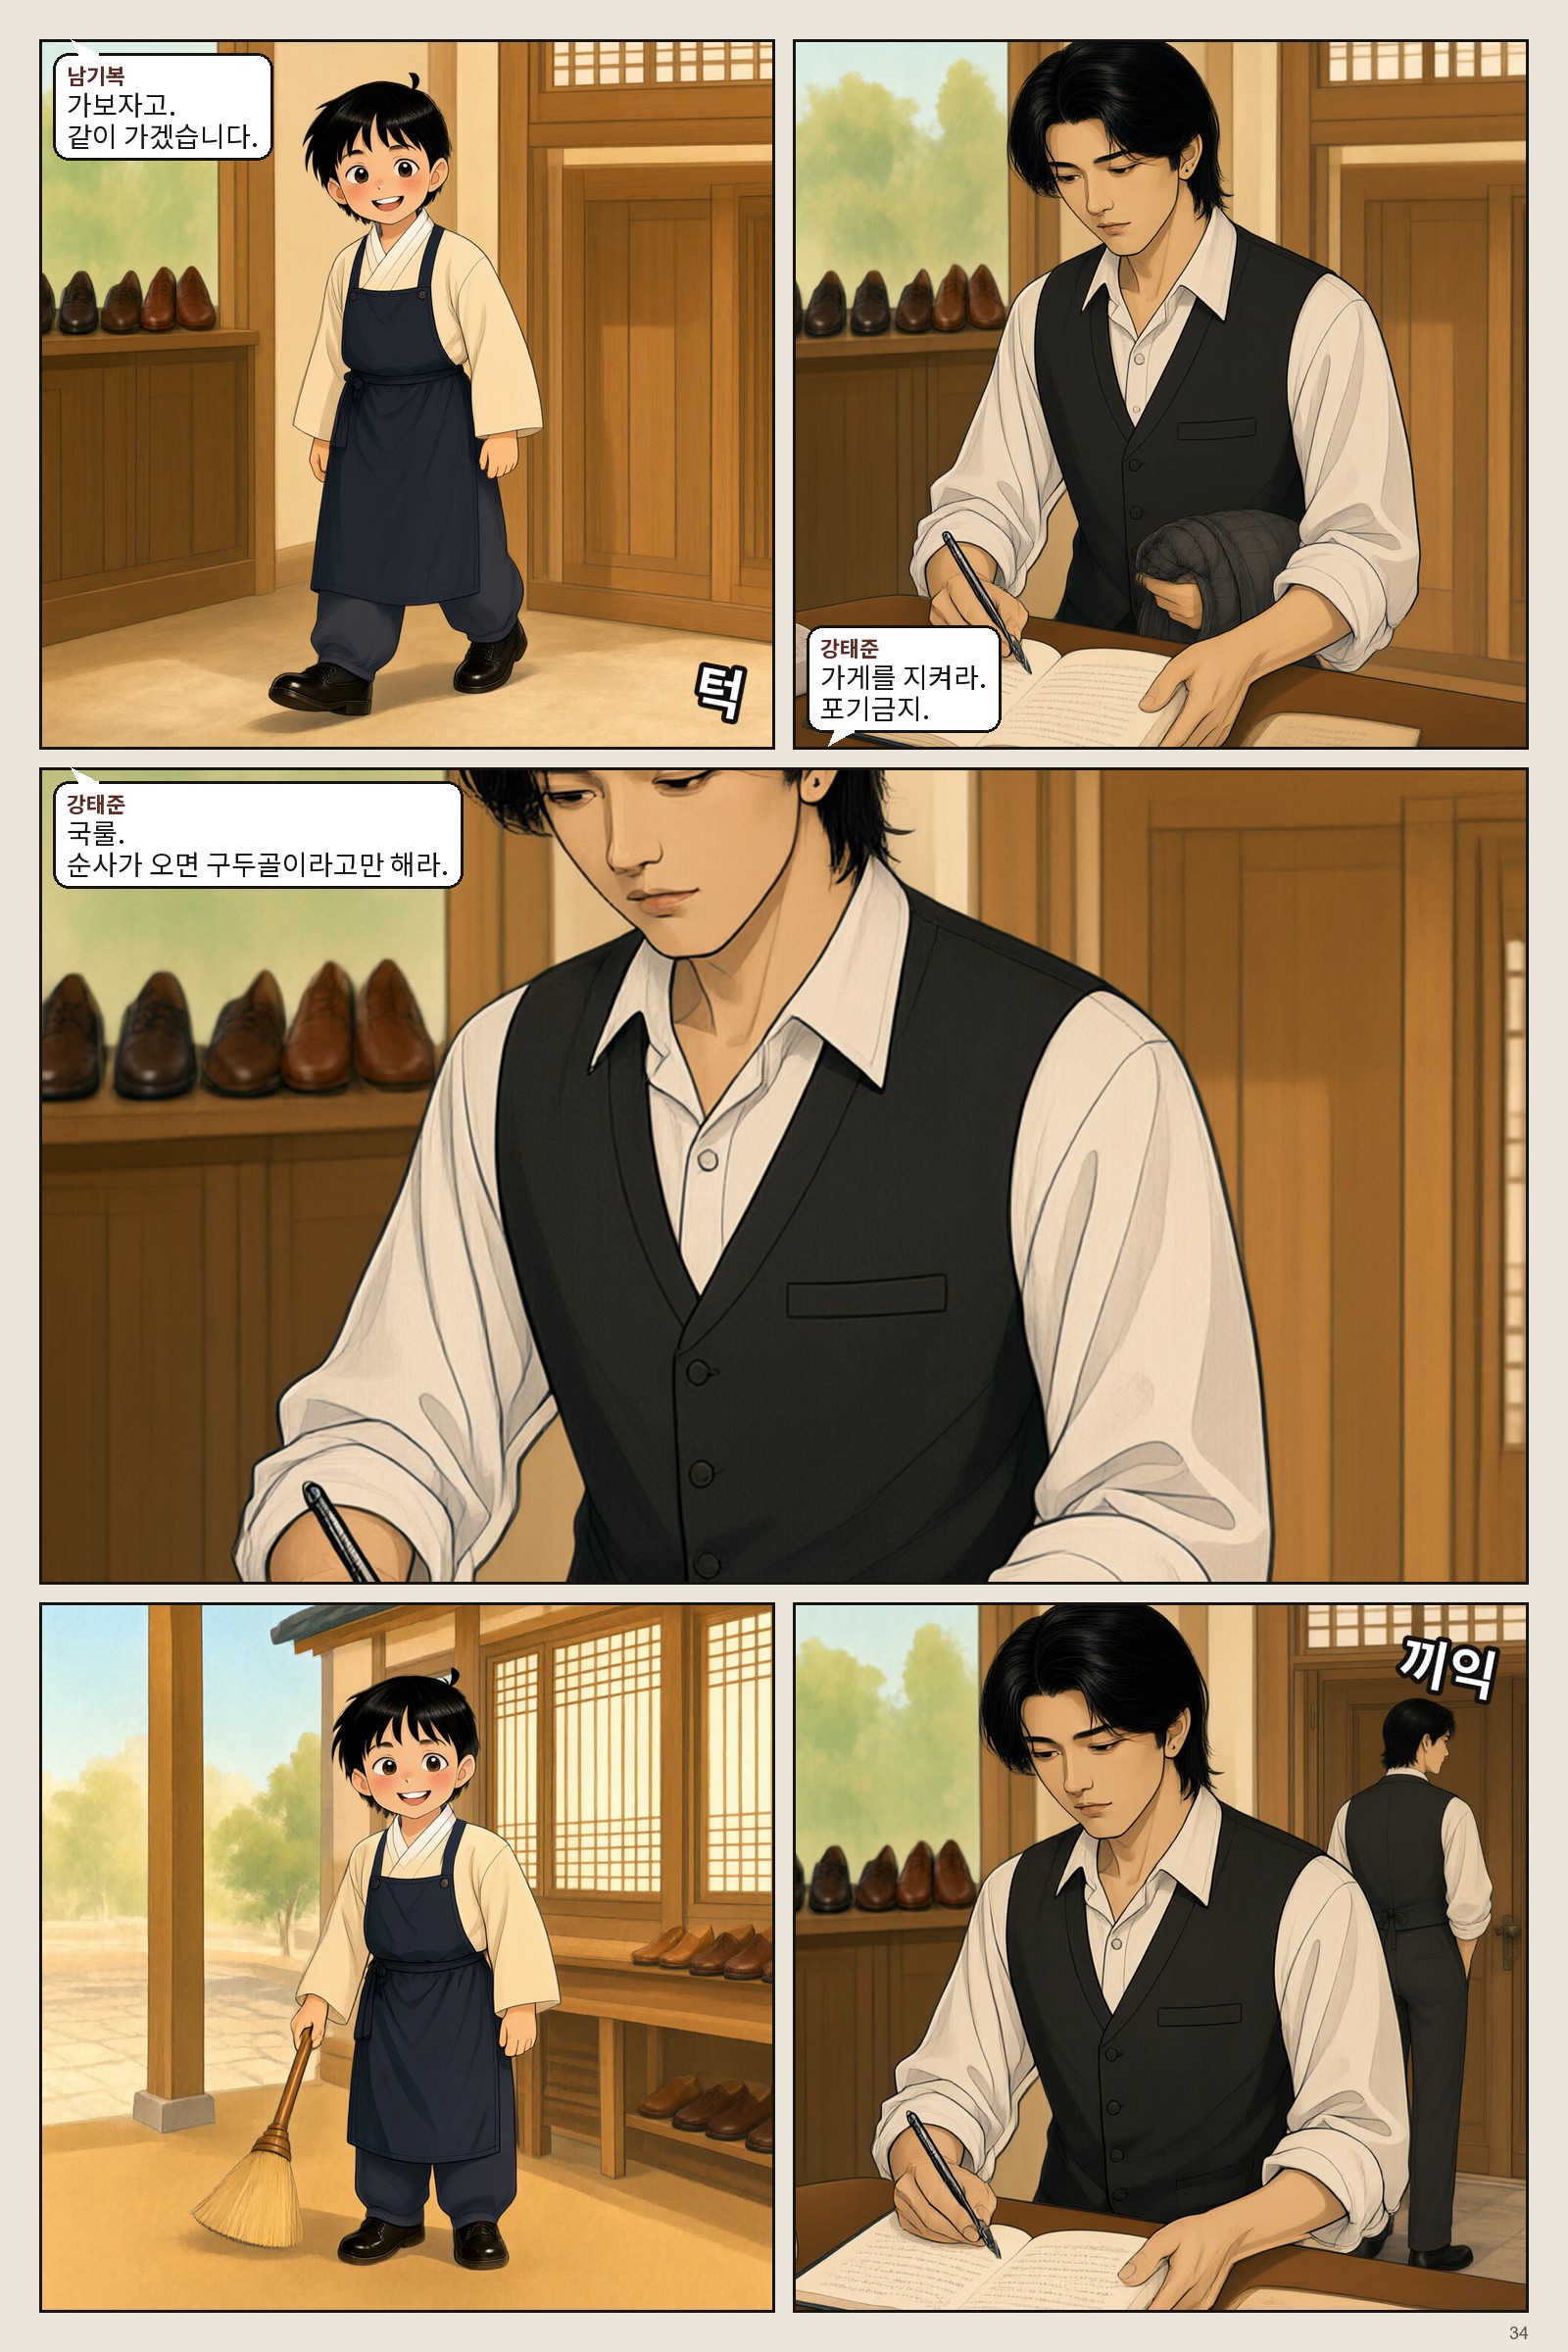 남기복
가보자고.
같이 가겠습니다.
턱
강태준
가게를 지켜라.
포기금지.
강태준
국룰.
순사가 오면 구두골이라고만 해라.
끼익
34